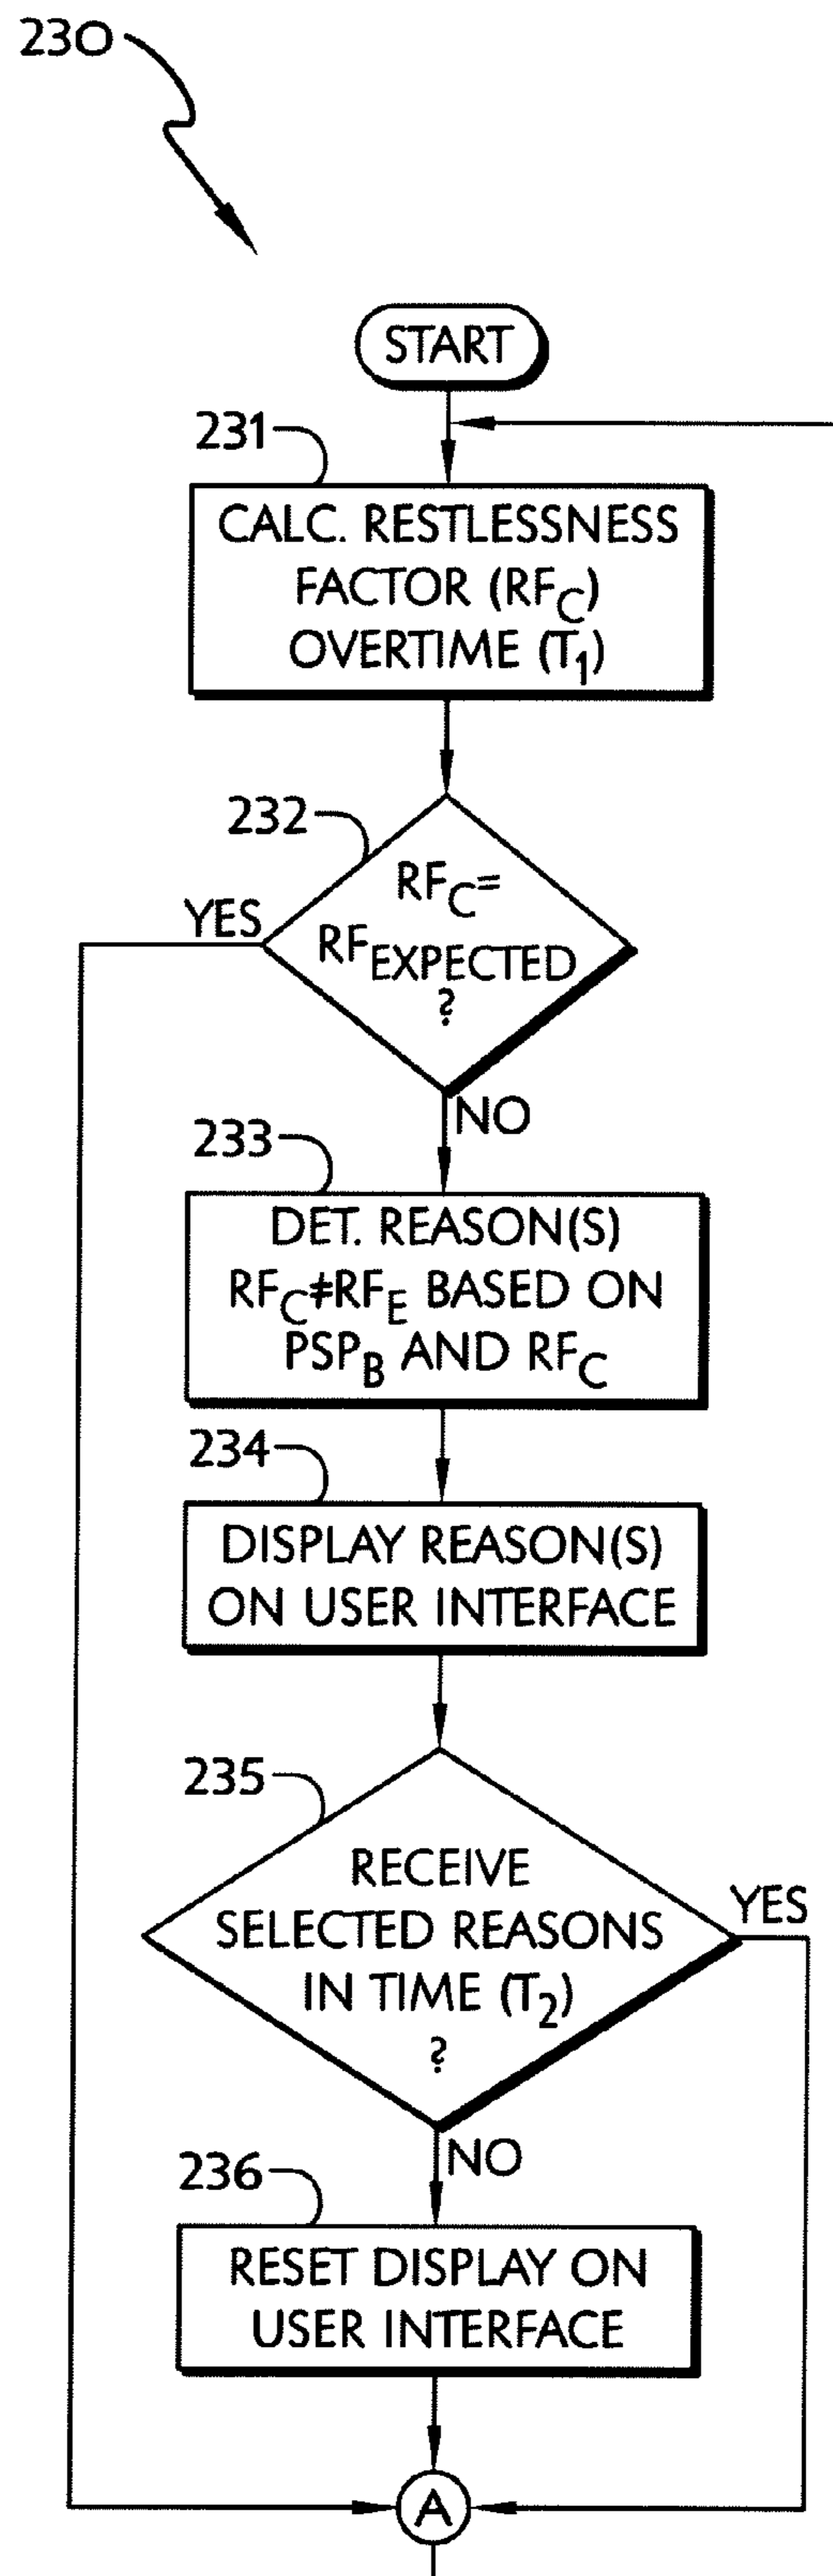 230
START
231
CALC. RESTLESSNESS
FACTOR (RFC)
OVERTIME (T1)
232
RFC=
YES
RFEXPECTED
?
NO
233
DET. REASON(S)
RFC≠RFE BASED ON
PSPB AND RFC
234
DISPLAY REASON(S)
ON USER INTERFACE
235
RECEIVE
YES
SELECTED REASONS
IN TIME (T2)
?
NO
236
RESET DISPLAY ON
USER INTERFACE
A